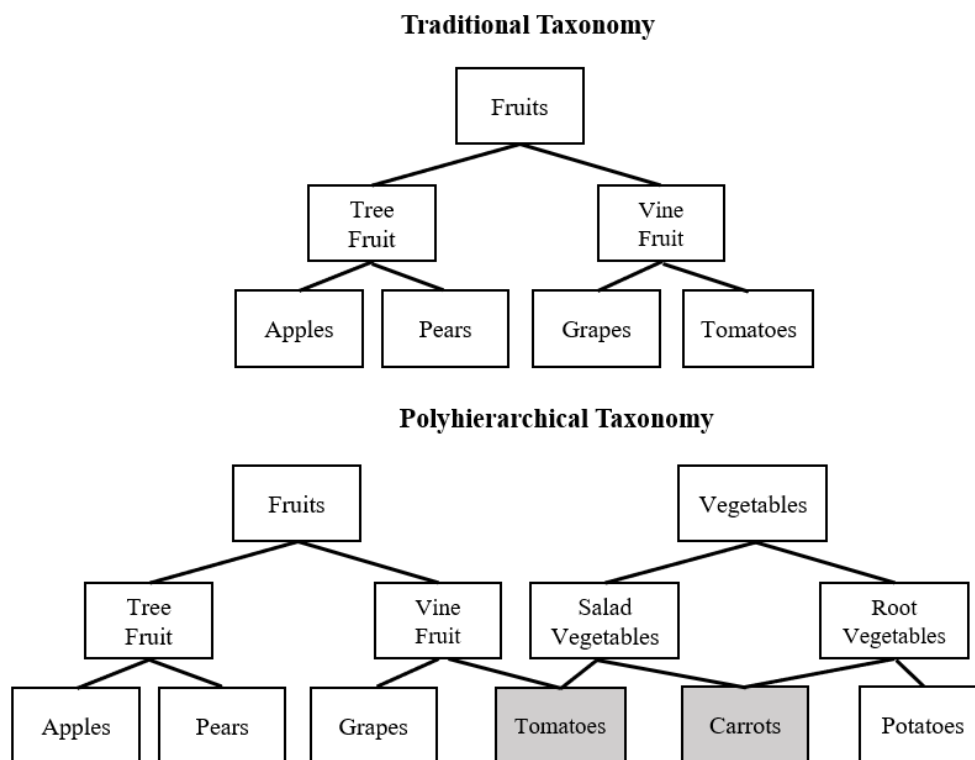 Traditional Taxonomy
Fruits
Tree
Fruit
Vine
Fruit
Apples
Pears
Grapes
Tomatoes
Polyhierarchical Taxonomy
Fruits
Vegetables
Tree
Fruit
Vine
Fruit
Salad
Vegetables
Root
Vegetables
Apples
Pears
Grapes
Tomatoes
Carrots
Potatoes